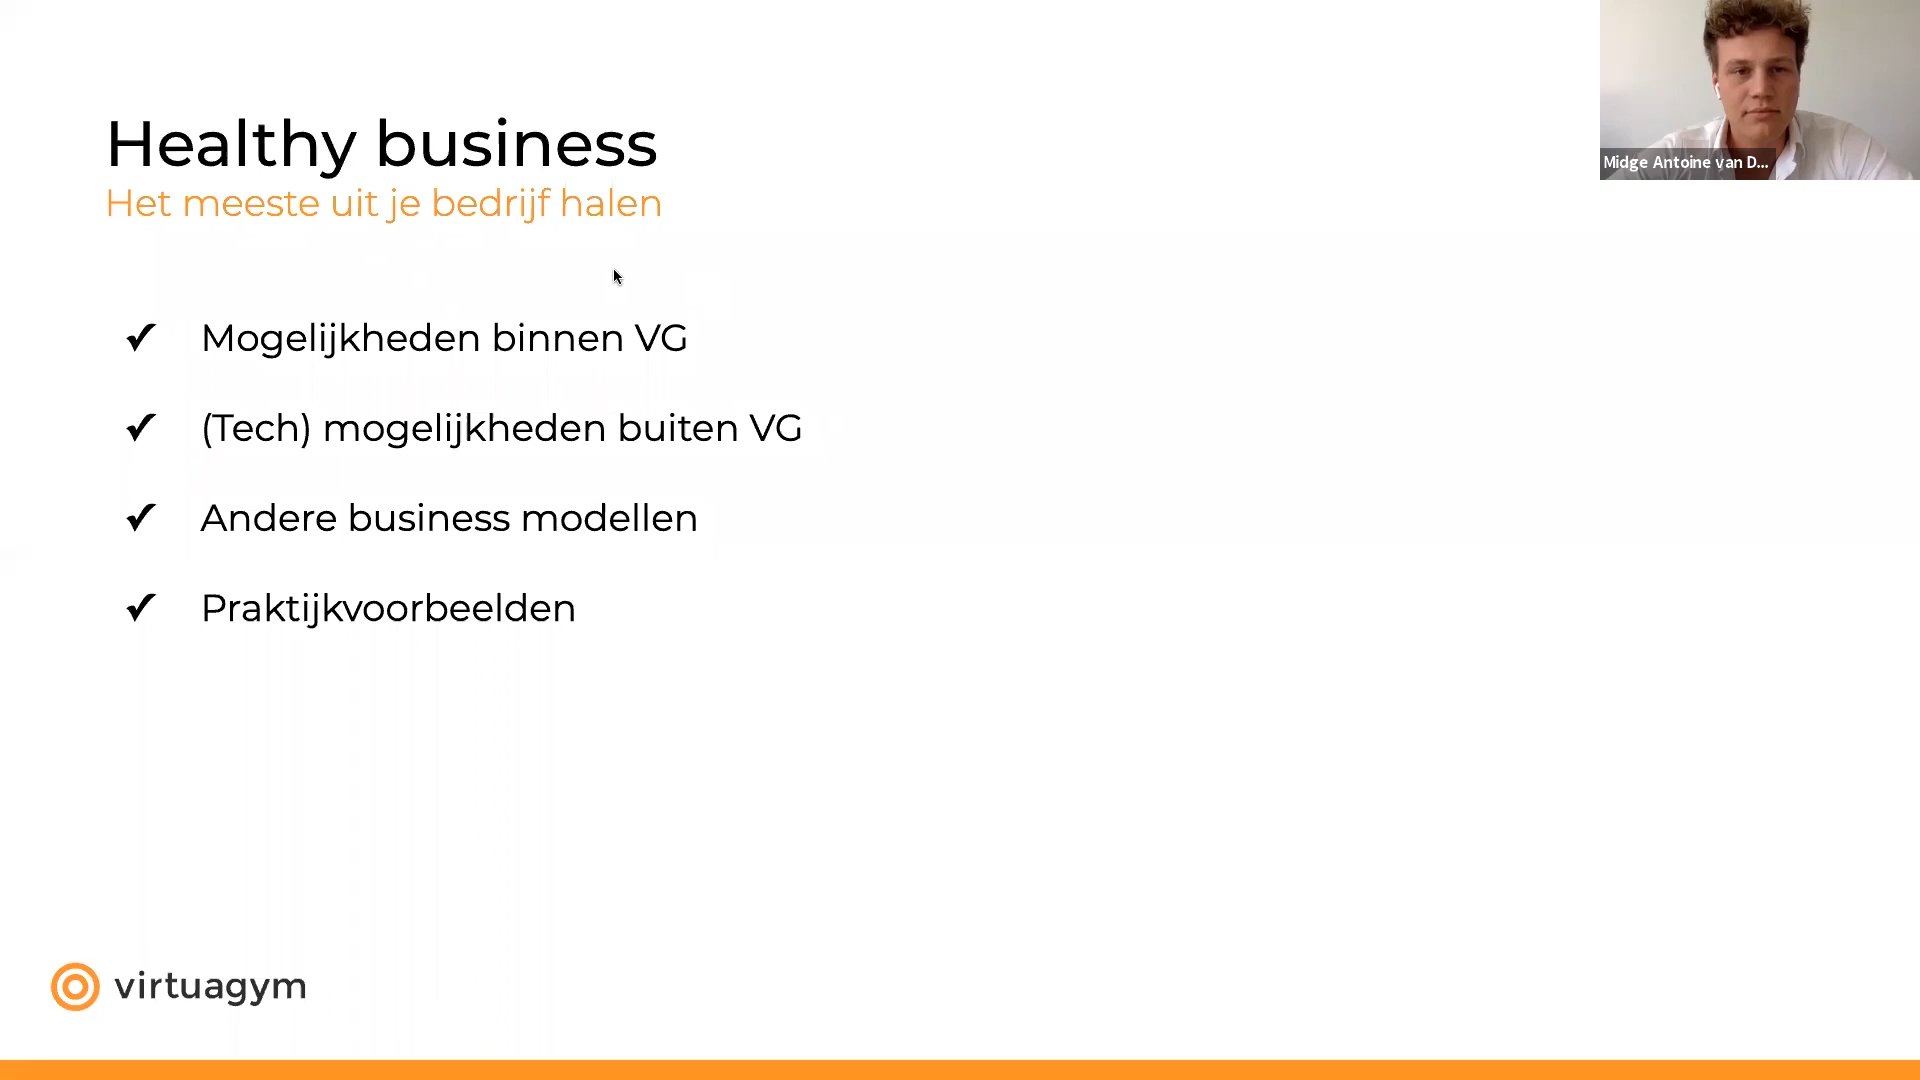 Healthy business
Het meeste uit je bedrijf halen
✓ Mogelijkheden binnen VG
✓ (Tech) mogelijkheden buiten VG
✓ Andere business modellen
✓ Praktijkvoorbeelden
Midge Antoine van D...
virtuagym